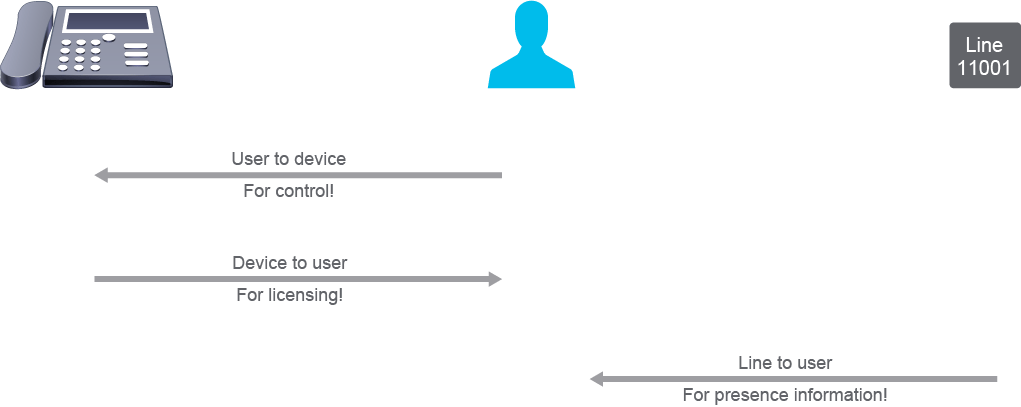 Line
11001
User to device
For control!
Device to user
For licensing!
Line to user
For presence information!